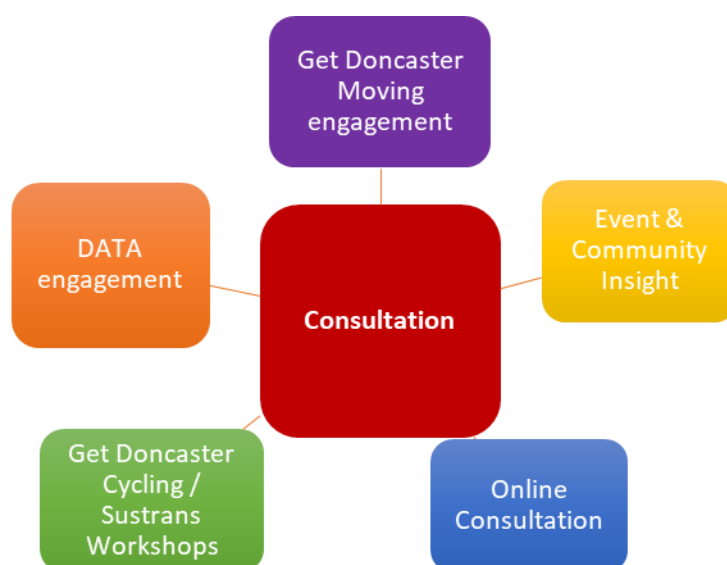 Get Doncaster
Moving
engagement
Event &
Community
Insight
DATA
engagement
Consultation
Get Doncaster
Cycling /
Sustrans
Workshops
Online
Consultation